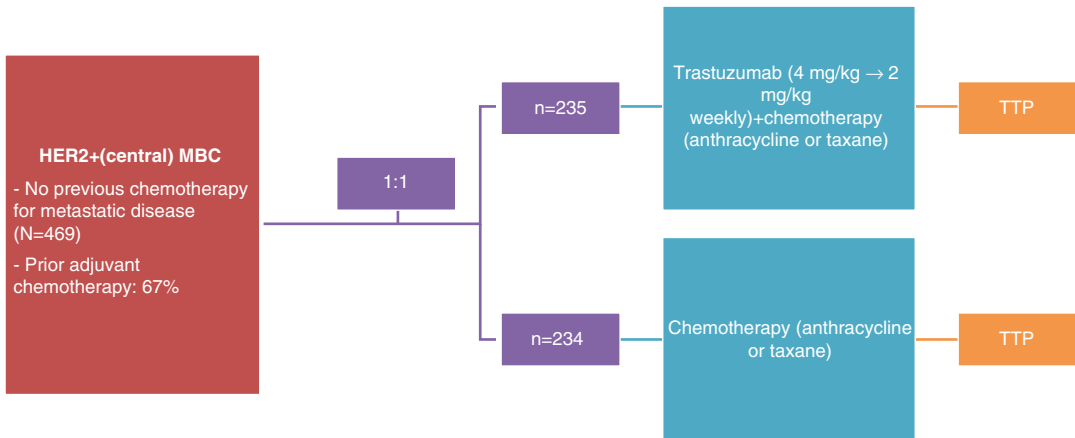 HER2+(central) MBC
- No previous chemotherapy
for metastatic disease
(N=469)
- Prior adjuvant
chemotherapy: 67%
1:1
n=235
Trastuzumab (4 mg/kg → 2
mg/kg
weekly)+chemotherapy
(anthracycline or taxane)
TTP
n=234
Chemotherapy (anthracycline
or taxane)
TTP